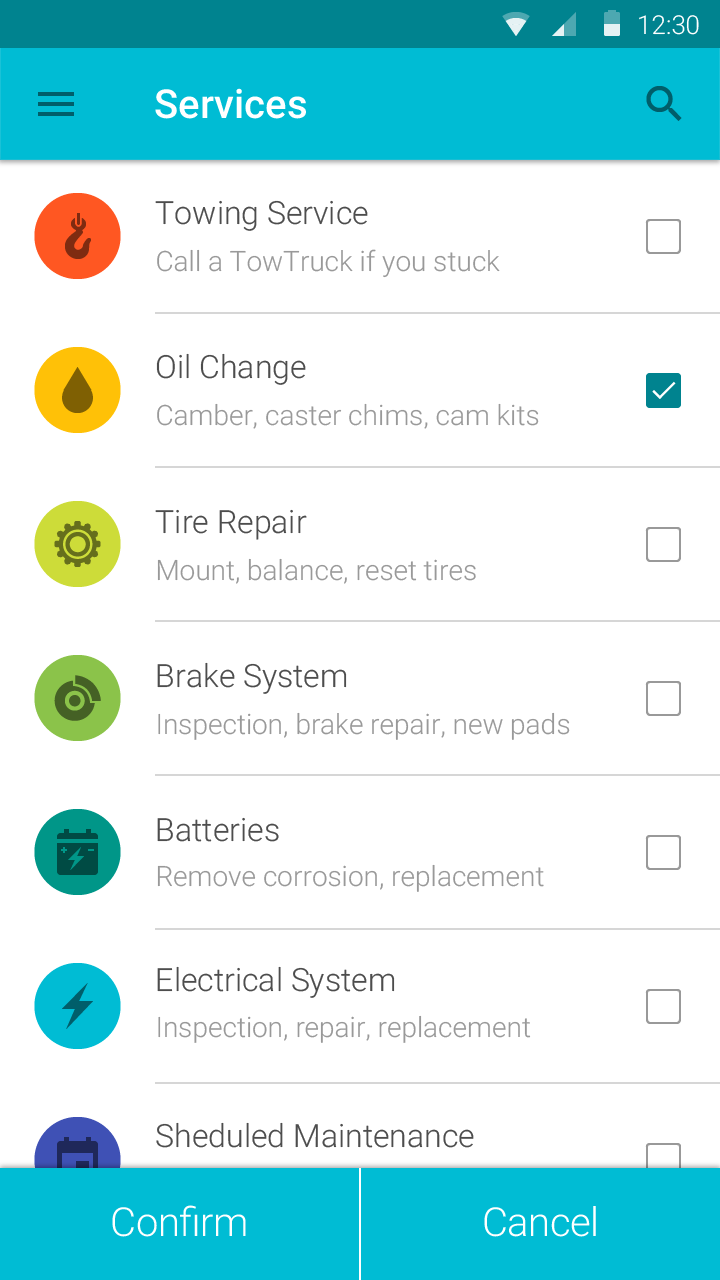 12:30
Services
Towing Service
Call a TowTruck if you stuck
Oil Change
Camber, caster chims, cam kits
Tire Repair
Mount, balance, reset tires
Brake System
Inspection, brake repair, new pads
Batteries
Remove corrosion, replacement
Electrical System
Inspection, repair, replacement
Sheduled Maintenance
Confirm
Cancel